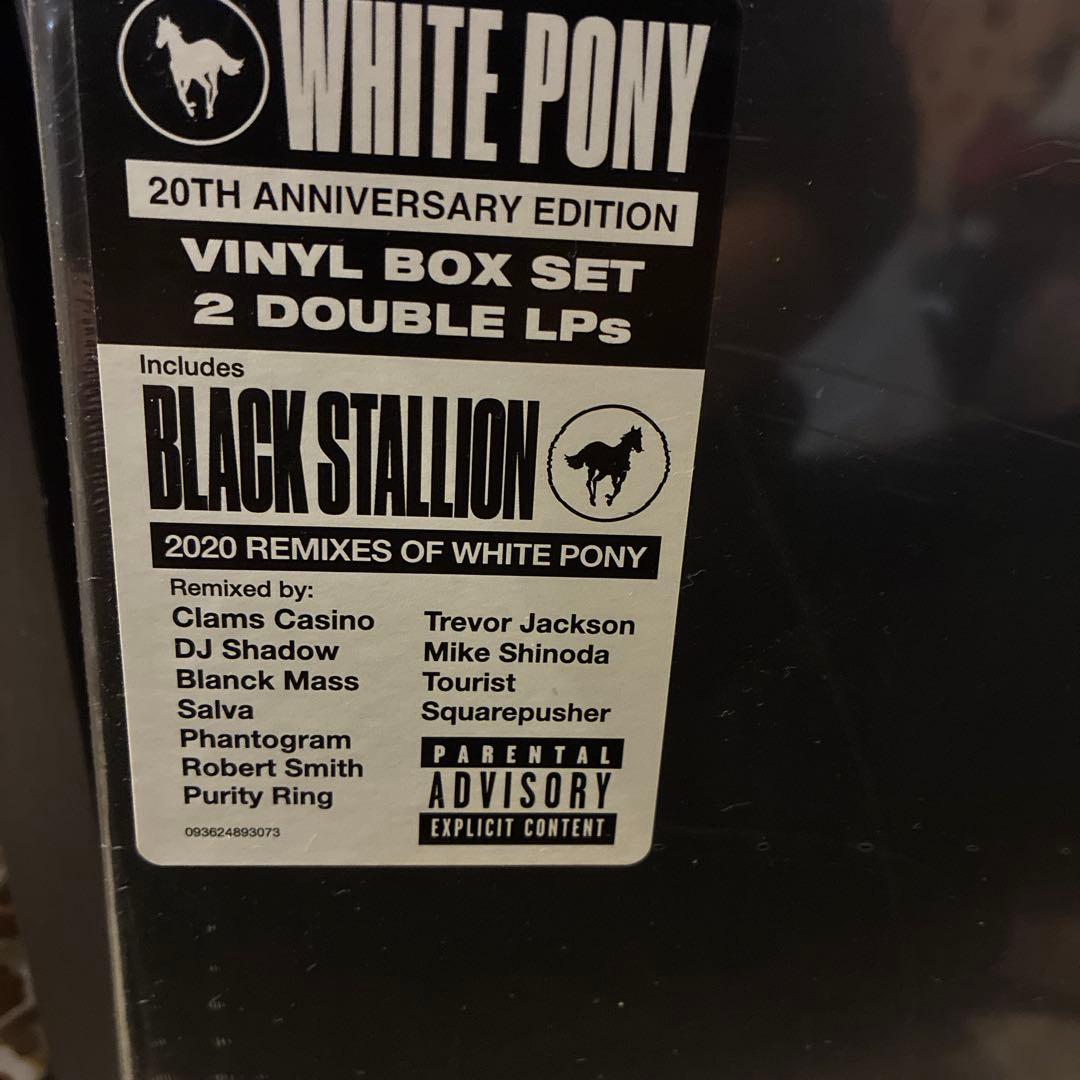 WHITE PONY
20TH ANNIVERSARY EDITION
VINYL BOX SET
2 DOUBLE LPs
Includes
BLACK STALLION
2020 REMIXES OF WHITE PONY
Remixed by:
Clams Casino
DJ Shadow
Blanck Mass
Salva
Phantogram
Robert Smith
Purity Ring
093624893073
Trevor Jackson
Mike Shinoda
Tourist
Squarepusher
PARENTAL
ADVISORY
EXPLICIT CONTENT